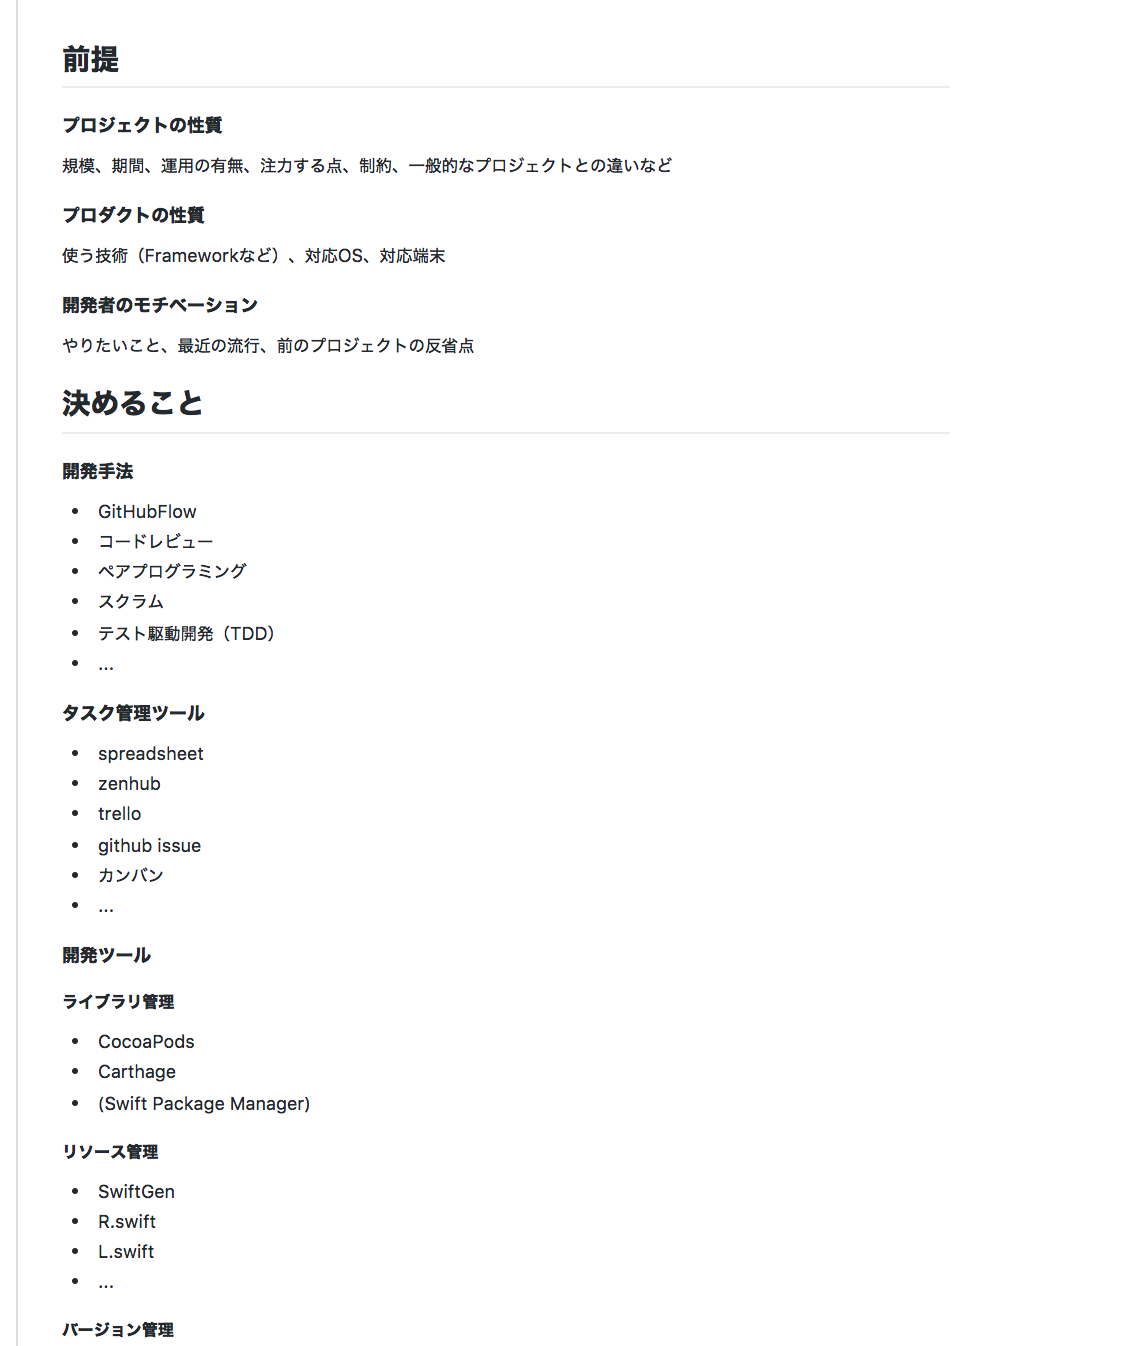 前提
プロジェクトの性質
規模、期間、運用の有無、注力する点、制約、一般的なプロジェクトとの違いなど
プロダクトの性質
使う技術（Frameworkなど）、対応OS、対応端末
開発者のモチベーション
やりたいこと、最近の流行、前のプロジェクトの反省点
決めること
開発手法
• GitHubFlow
• コードレビュー
• ペアプログラミング
• スクラム
• テスト駆動開発（TDD）
• ...
タスク管理ツール
• spreadsheet
• zenhub
• trello
• github issue
• カンバン
• ...
開発ツール
ライブラリ管理
• CocoaPods
• Carthage
• (Swift Package Manager)
リソース管理
• SwiftGen
• R.swift
• L.swift
• ...
バージョン管理